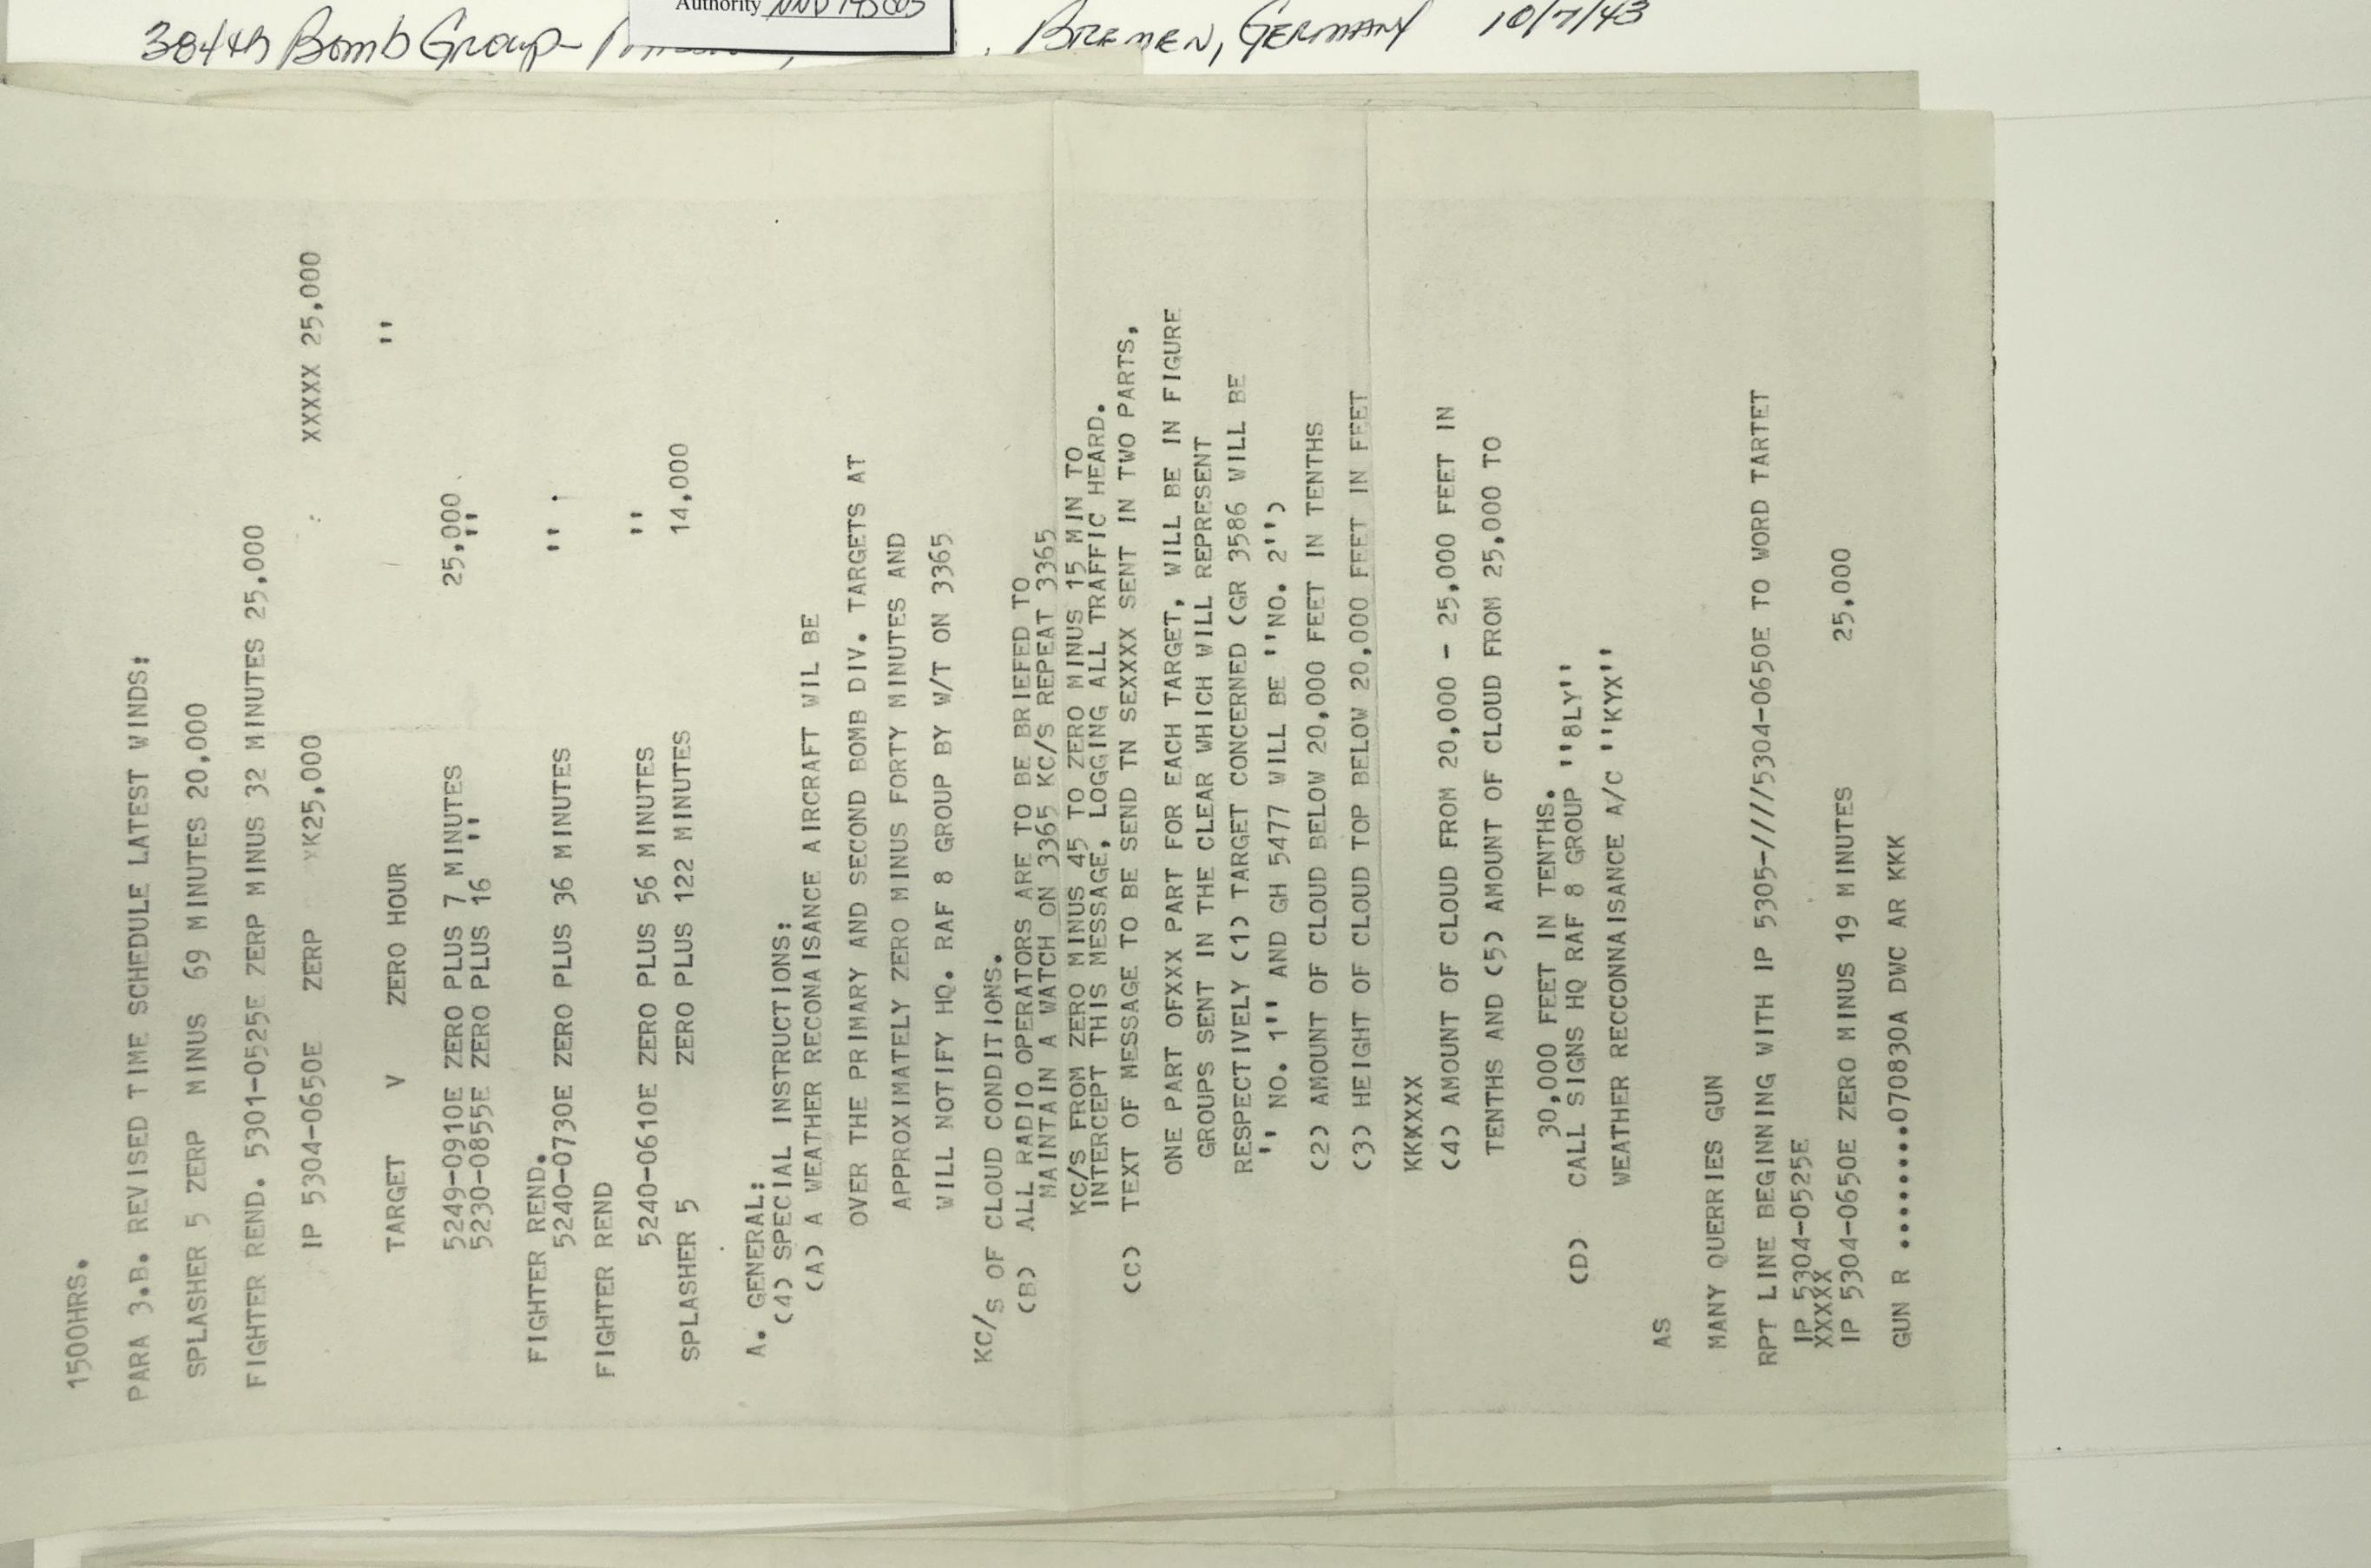 Authority NND 745005
384th Bomb Group- , BREMEN, GERMANY 10/7/43
1500HRS.
PARA 3.B. REVISED TIME SCHEDULE LATEST WINDS:
SPLASHER 5 ZERP MINUS 69 MINUTES 20,000
FIGHTER REND. 5301-0525E ZERP MINUS 32 MINUTES 25,000
IP 5304-0650E ZERP XK25,000 : XXXXX 25,000
TARGET V ZERO HOUR ''
5249-0910E ZERO PLUS 7 MINUTES 25,000
5230-0855E ZERO PLUS 16 '' ''
FIGHTER REND.
5240-0730E ZERO PLUS 36 MINUTES '' .
FIGHTER REND
5240-0610E ZERO PLUS 56 MINUTES ''
SPLASHER 5 ZERO PLUS 122 MINUTES 14,000
A. GENERAL:
(4) SPECIAL INSTRUCTIONS:
(A) A WEATHER RECONAISANCE AIRCRAFT WIL BE
OVER THE PRIMARY AND SECOND BOMB DIV. TARGETS AT
APPROXIMATELY ZERO MINUS FORTY MINUTES AND
WILL NOTIFY HQ. RAF 8 GROUP BY W/T ON 3365
KC/S OF CLOUD CONDITIONS.
(B) ALL RADIO OPERATORS ARE TO BE BRIEFED TO
MAINTAIN A WATCH ON 3365 KC/S REPEAT 3365
KC/S FROM ZERO MINUS 45 TO ZERO MINUS 15 MIN TO
INTERCEPT THIS MESSAGE, LOGGING ALL TRAFFIC HEARD.
(C) TEXT OF MESSAGE TO BE SEND TN SEXXXX SENT IN TWO PARTS,
ONE PART OFXXX PART FOR EACH TARGET, WILL BE IN FIGURE
GROUPS SENT IN THE CLEAR WHICH WILL REPRESENT
RESPECTIVELY (1) TARGET CONCERNED (GR 3586 WILL BE
'' NO. 1'' AND GH 5477 WILL BE ''NO. 2'')
(2) AMOUNT OF CLOUD BELOW 20,000 FEET IN TENTHS
(3) HEIGHT OF CLOUD TOP BELOW 20,000 FEET IN FEET
KKXXXX
(4) AMOUNT OF CLOUD FROM 20,000 - 25,000 FEET IN
TENTHS AND (5) AMOUNT OF CLOUD FROM 25,000 TO
30,000 FEET IN TENTHS.
(D) CALL SIGNS HQ RAF 8 GROUP ''8LY''
WEATHER RECCONNAISANCE A/C ''KYX''
AS
MANY QUERRIES GUN
RPT LINE BEGINNING WITH IP 5305-////5304-0650E TO WORD TARTET
IP 5304-0525E
XXXXX
IP 5304-0650E ZERO MINUS 19 MINUTES 25,000
GUN R .........070830A DWC AR KKK